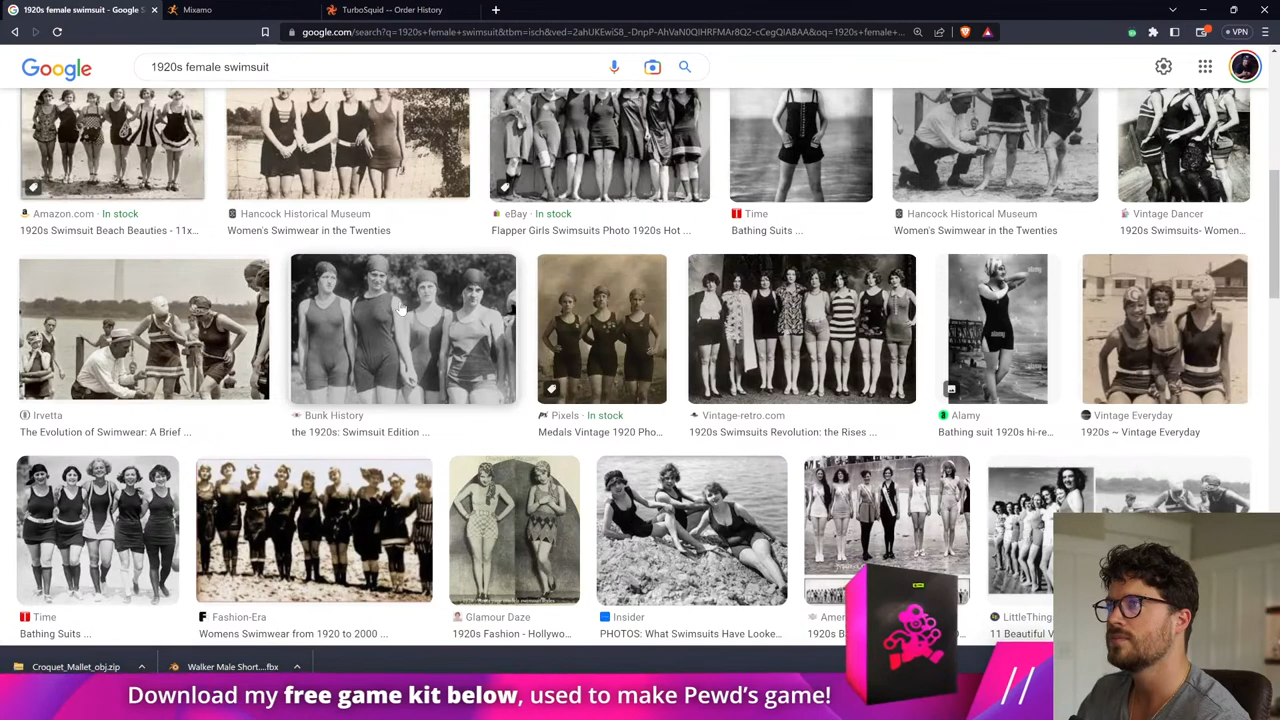 1920s female swimsuit - Google S
Mixamo
TurboSquid -- Order History
google.com/search?q=1920s+female+swimsuit&tbm=isch&ved=2ahUKEwiS8_-DnpP-AhVaN0QIHRFMAr8Q2-cCegQIABAA&oq=1920s+female+...
VPN
Google
1920s female swimsuit
Amazon.com · In stock
1920s Swimsuit Beach Beauties - 11x...
Hancock Historical Museum
Women's Swimwear in the Twenties
eBay · In stock
Flapper Girls Swimsuits Photo 1920s Hot ...
Time
Bathing Suits ...
Hancock Historical Museum
Women's Swimwear in the Twenties
Vintage Dancer
1920s Swimsuits- Women...
Irvetta
The Evolution of Swimwear: A Brief ...
Bunk History
the 1920s: Swimsuit Edition ...
Pixels · In stock
Medals Vintage 1920 Pho...
Vintage-retro.com
1920s Swimsuits Revolution: the Rises ...
Alamy
Bathing suit 1920s hi-re...
Vintage Everyday
1920s ~ Vintage Everyday
Time
Bathing Suits ...
Fashion-Era
Womens Swimwear from 1920 to 2000 ...
Glamour Daze
1920s Fashion - Hollywo...
Insider
PHOTOS: What Swimsuits Have Looke...
Amer
1920s B
LittleThing
11 Beautiful V
Croquet_Mallet_obj.zip
Walker Male Short....fbx
Download my free game kit below, used to make Pewd's game!
//